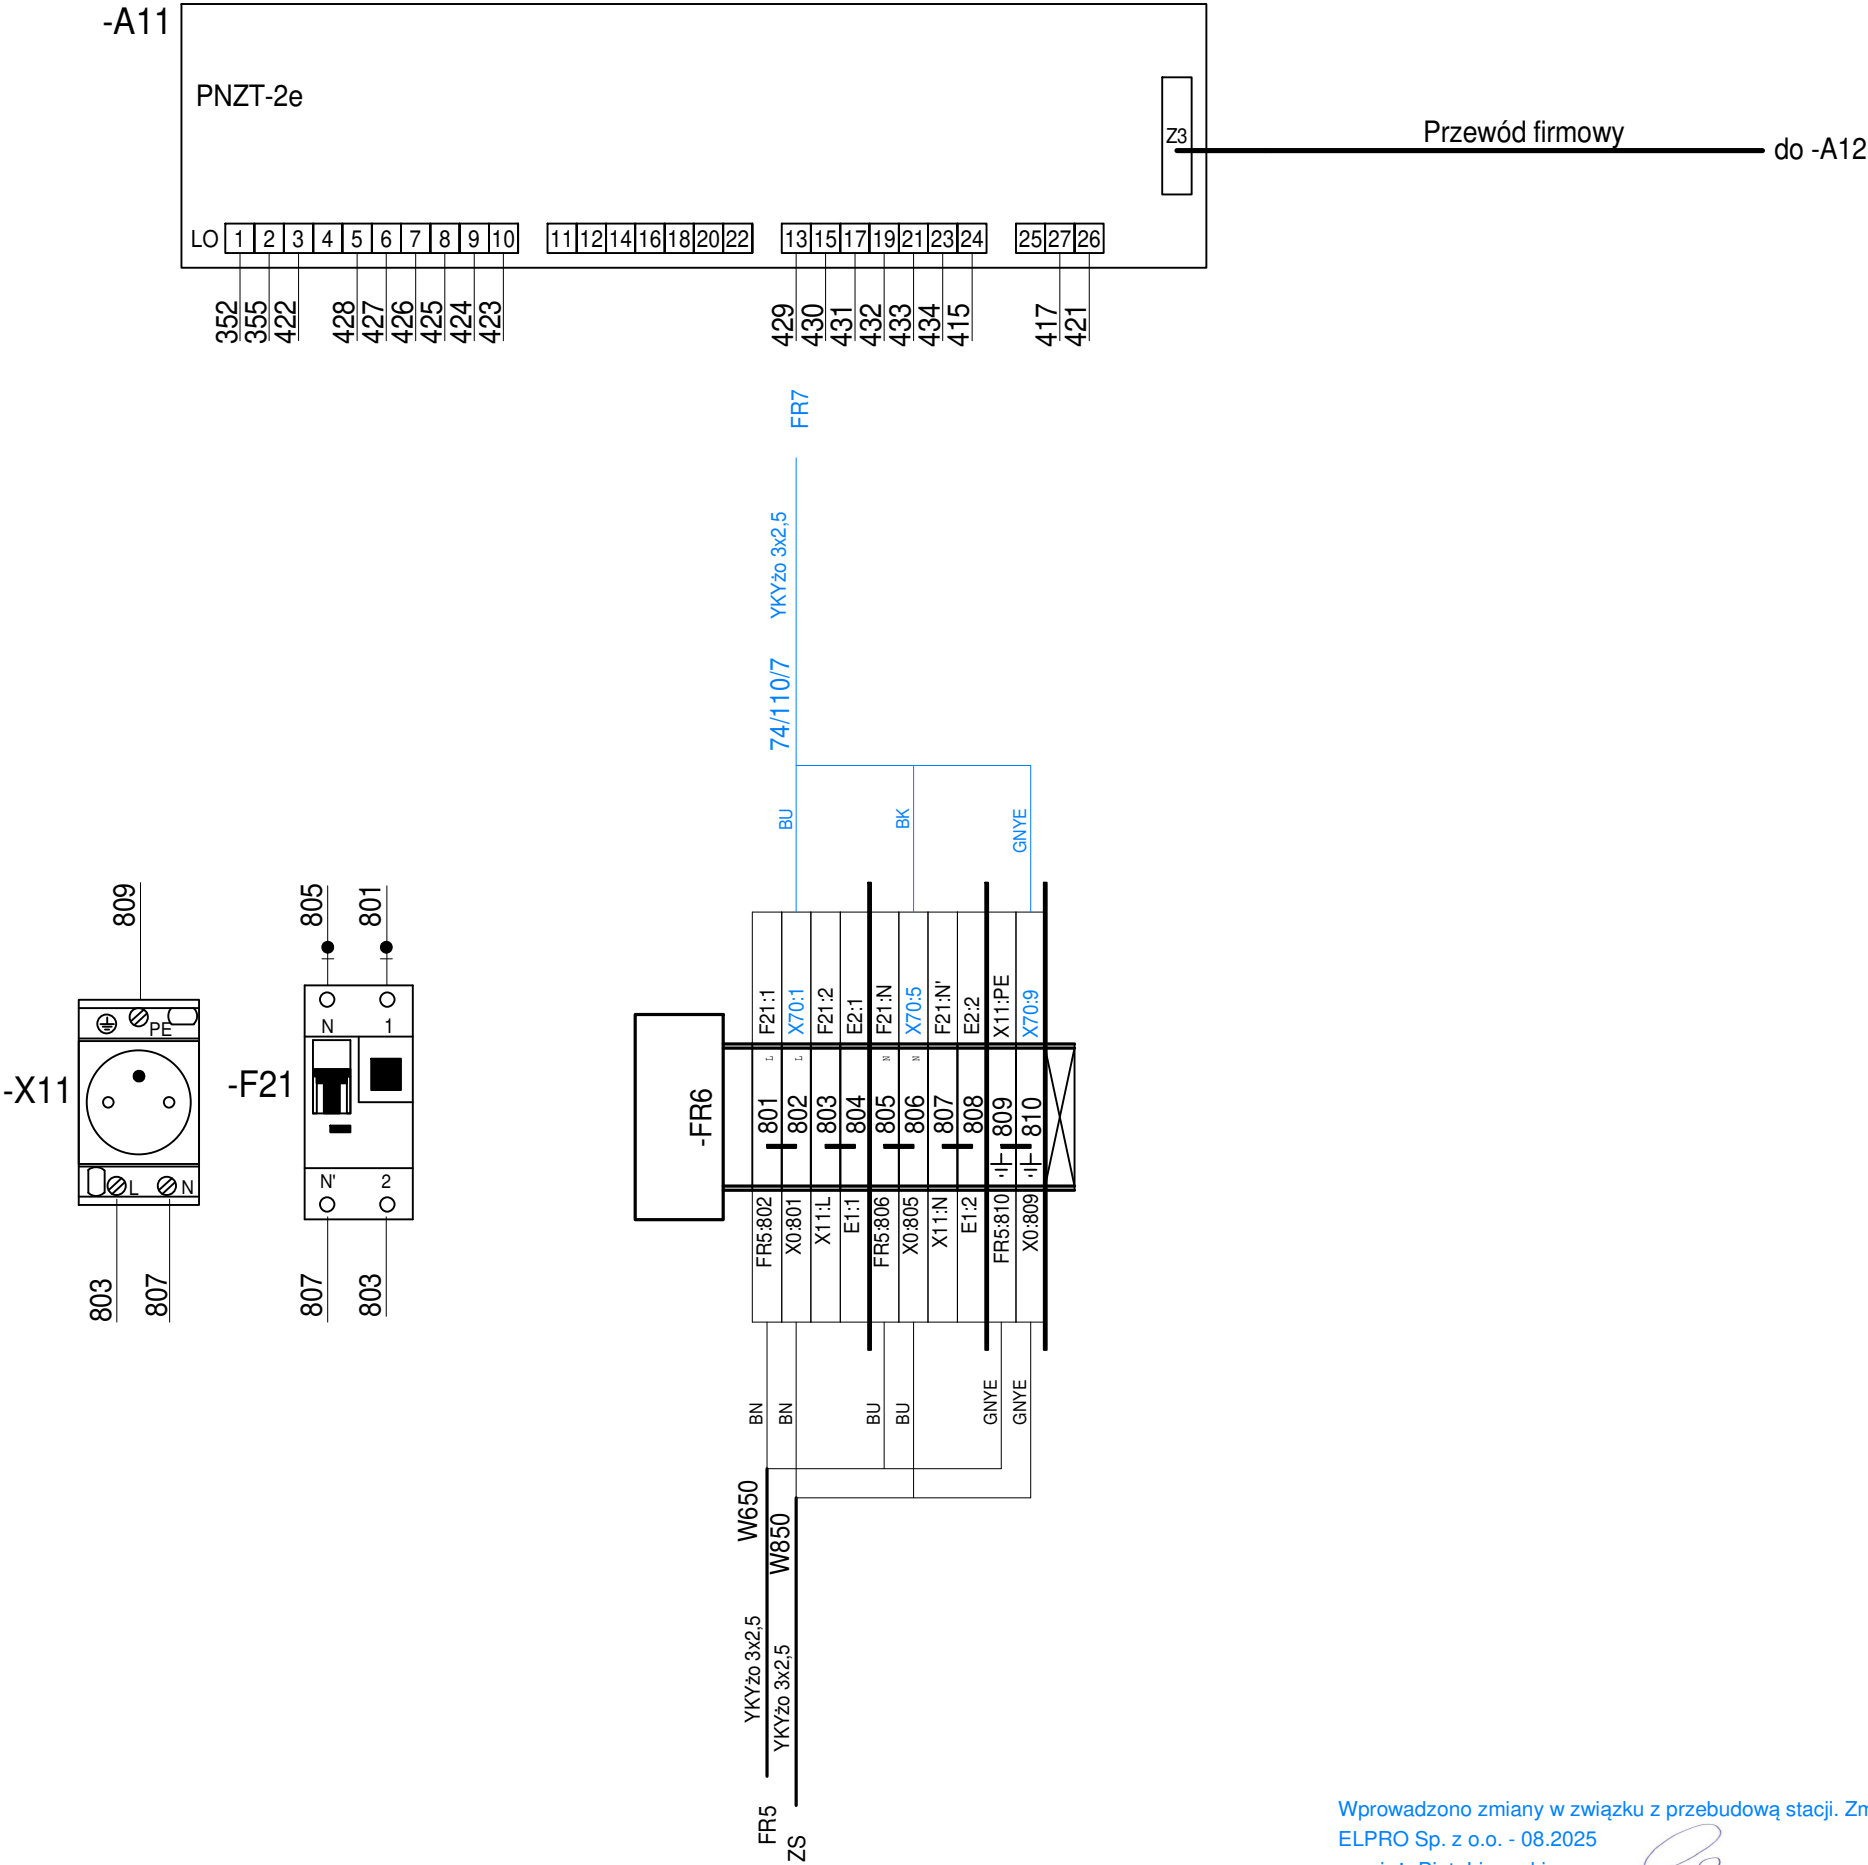 -A11
PNZT-2e
Z3
Przewód firmowy
do -A12
LO 1 2 3 4 5 6 7 8 9 10 11 12 14 16 18 20 22 13 15 17 19 21 23 24 25 27 26
352 355 422 428 427 426 425 424 423 429 430 431 432 433 434 415 417 421
FR7
YKYżo 3x2,5
74/110/7
BU BK GNYE
809 805 801
F21:1 X70:1 F21:2 E2:1 F21:N X70:5 F21:N' E2:2 X11:PE X70:9
PE
N 1
L L N N
-X11
-F21
-FR6
801 802 803 804 805 806 807 808 809 810
L N
N' 2
FR5:802 X0:801 X11:L E1:1 FR5:806 X0:805 X11:N E1:2 FR5:810 X0:809
803 807 807 803
BN BN BU BU GNYE GNYE
W650
W850
YKYżo 3x2,5
YKYżo 3x2,5
FR5
ZS
Wprowadzono zmiany w związku z przebudową stacji. Zm
ELPRO Sp. z o.o. - 08.2025